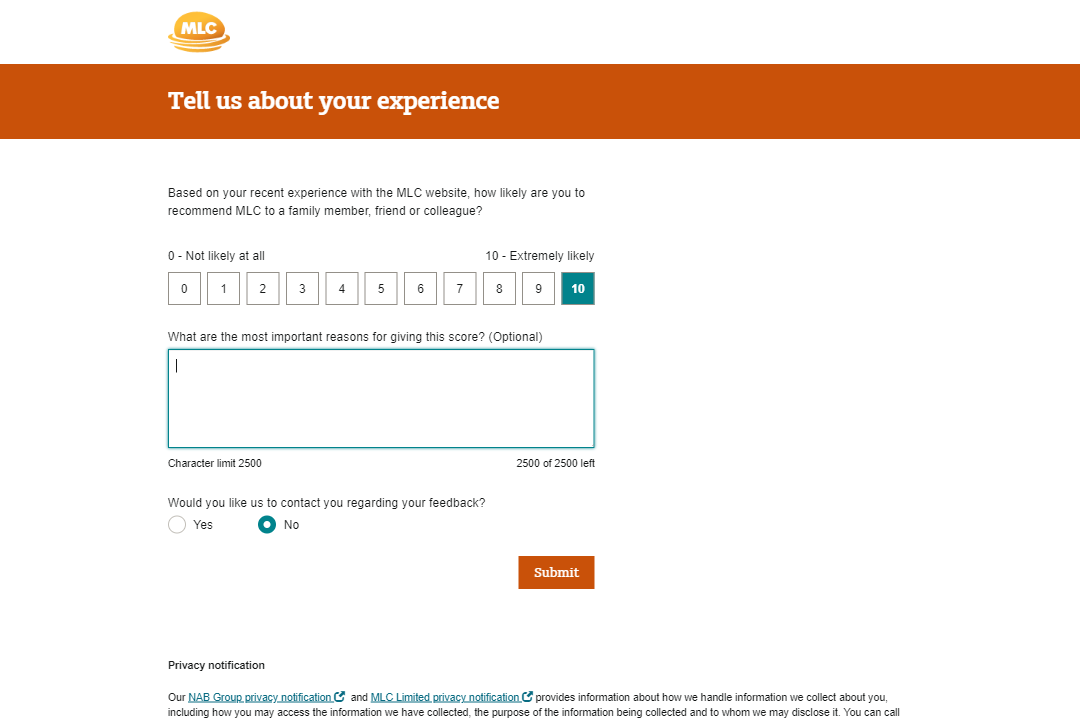 MLC
Tell us about your experience
Based on your recent experience with the MLC website, how likely are you to
recommend MLC to a family member, friend or colleague?
0 - Not likely at all 10 - Extremely likely
0 1 2 3 4 5 6 7 8 9 10
What are the most important reasons for giving this score? (Optional)
Character limit 2500 2500 of 2500 left
Would you like us to contact you regarding your feedback?
Yes No
Submit
Privacy notification
Our NAB Group privacy notification and MLC Limited privacy notification provides information about how we handle information we collect about you,
including how you may access the information we have collected, the purpose of the information being collected and to whom we may disclose it. You can call